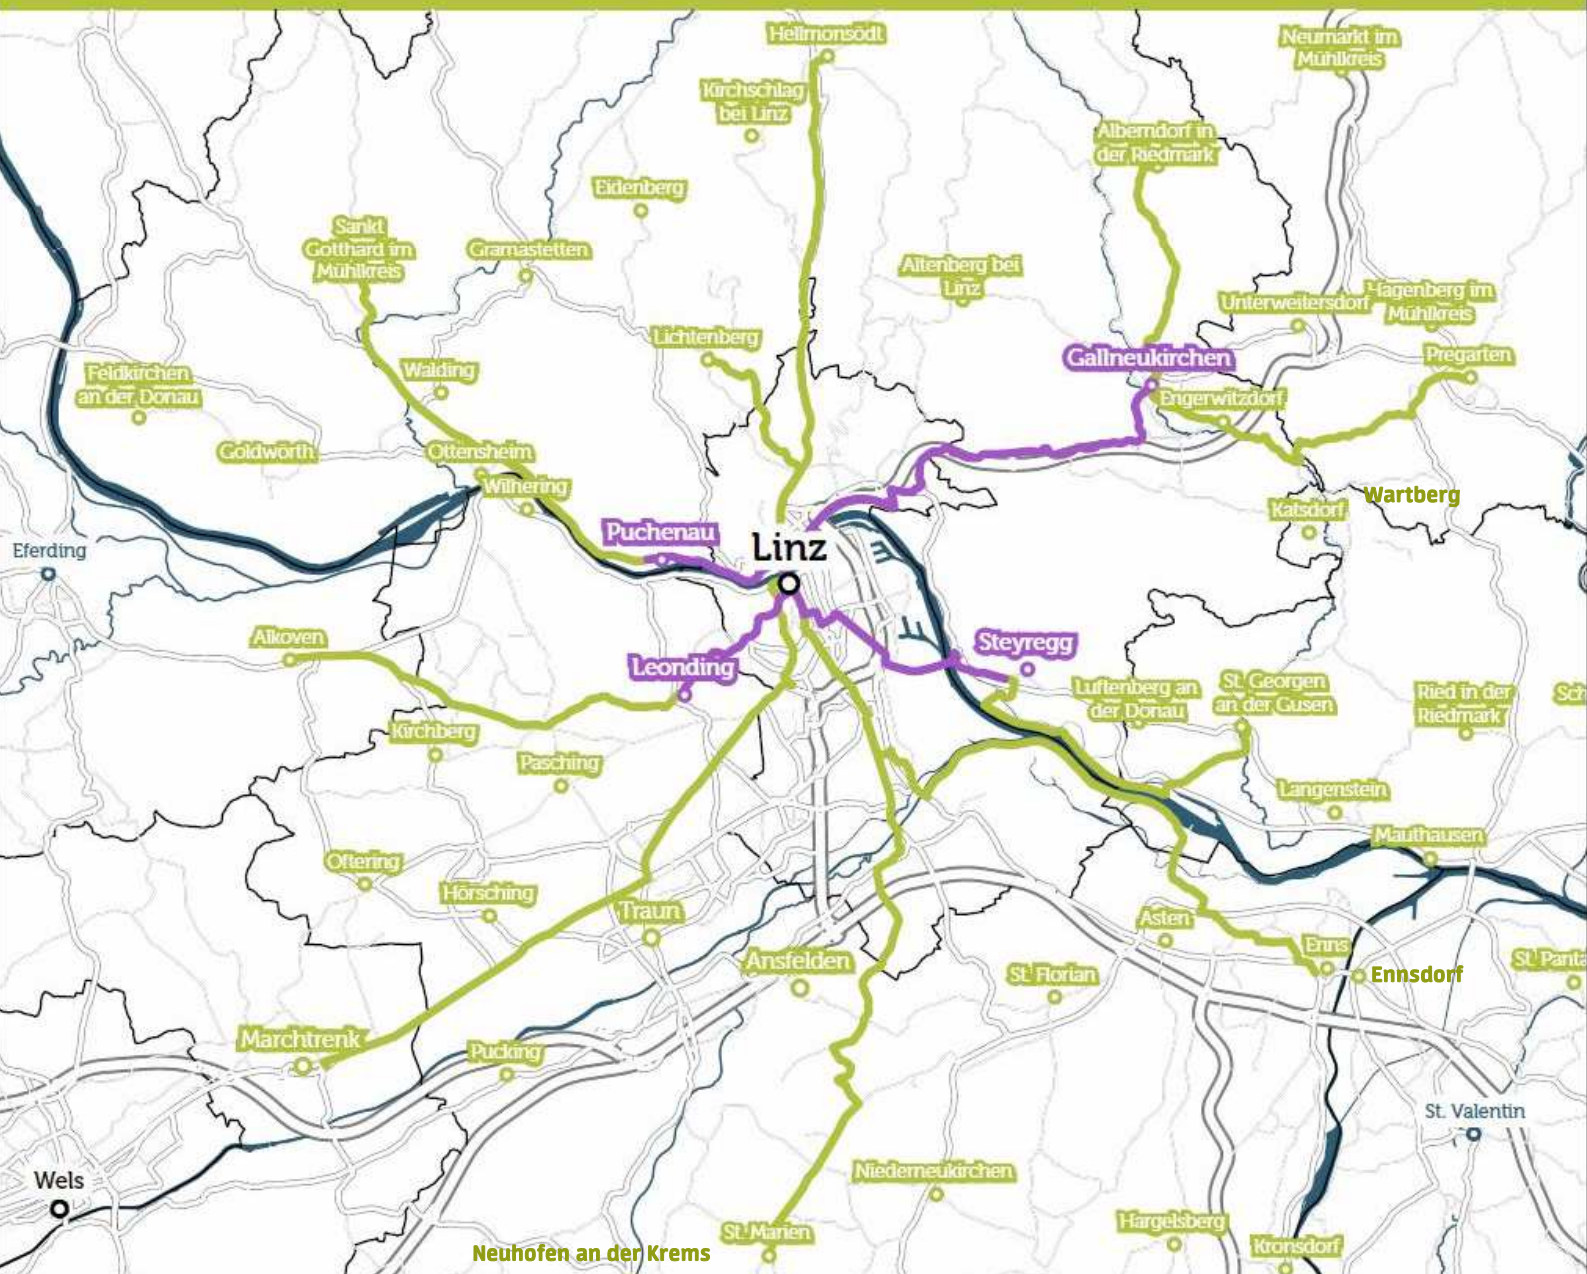 Hellmonsödt
Neumarkt im
Mühlkreis
Kirchschlag
bei Linz
Alberndorf in
der Riedmark
Eidenberg
Sankt
Gotthard im
Mühlkreis
Gramastetten
Altenberg bei
Linz
Unterweitersdorf
Hagenberg im
Mühlkreis
Lichtenberg
Gallneukirchen
Pregarten
Feldkirchen
an der Donau
Walding
Engerwitzdorf
Goldwörth
Ottensheim
Wilhering
Wartberg
Katsdorf
Puchenau
Linz
Eferding
Alkoven
Leonding
Steyregg
Luftenberg an
der Donau
St. Georgen
an der Gusen
Ried in der
Riedmark
Sch
Kirchberg
Pasching
Langenstein
Mauthausen
Oftering
Hörsching
Traun
Asten
Enns
Ansfelden
St. Florian
Ennsdorf
St. Panta
Marchtrenk
Pucking
St. Valentin
Wels
Niederneukirchen
St. Marien
Hargelsberg
Neuhofen an der Krems
Kronsdorf